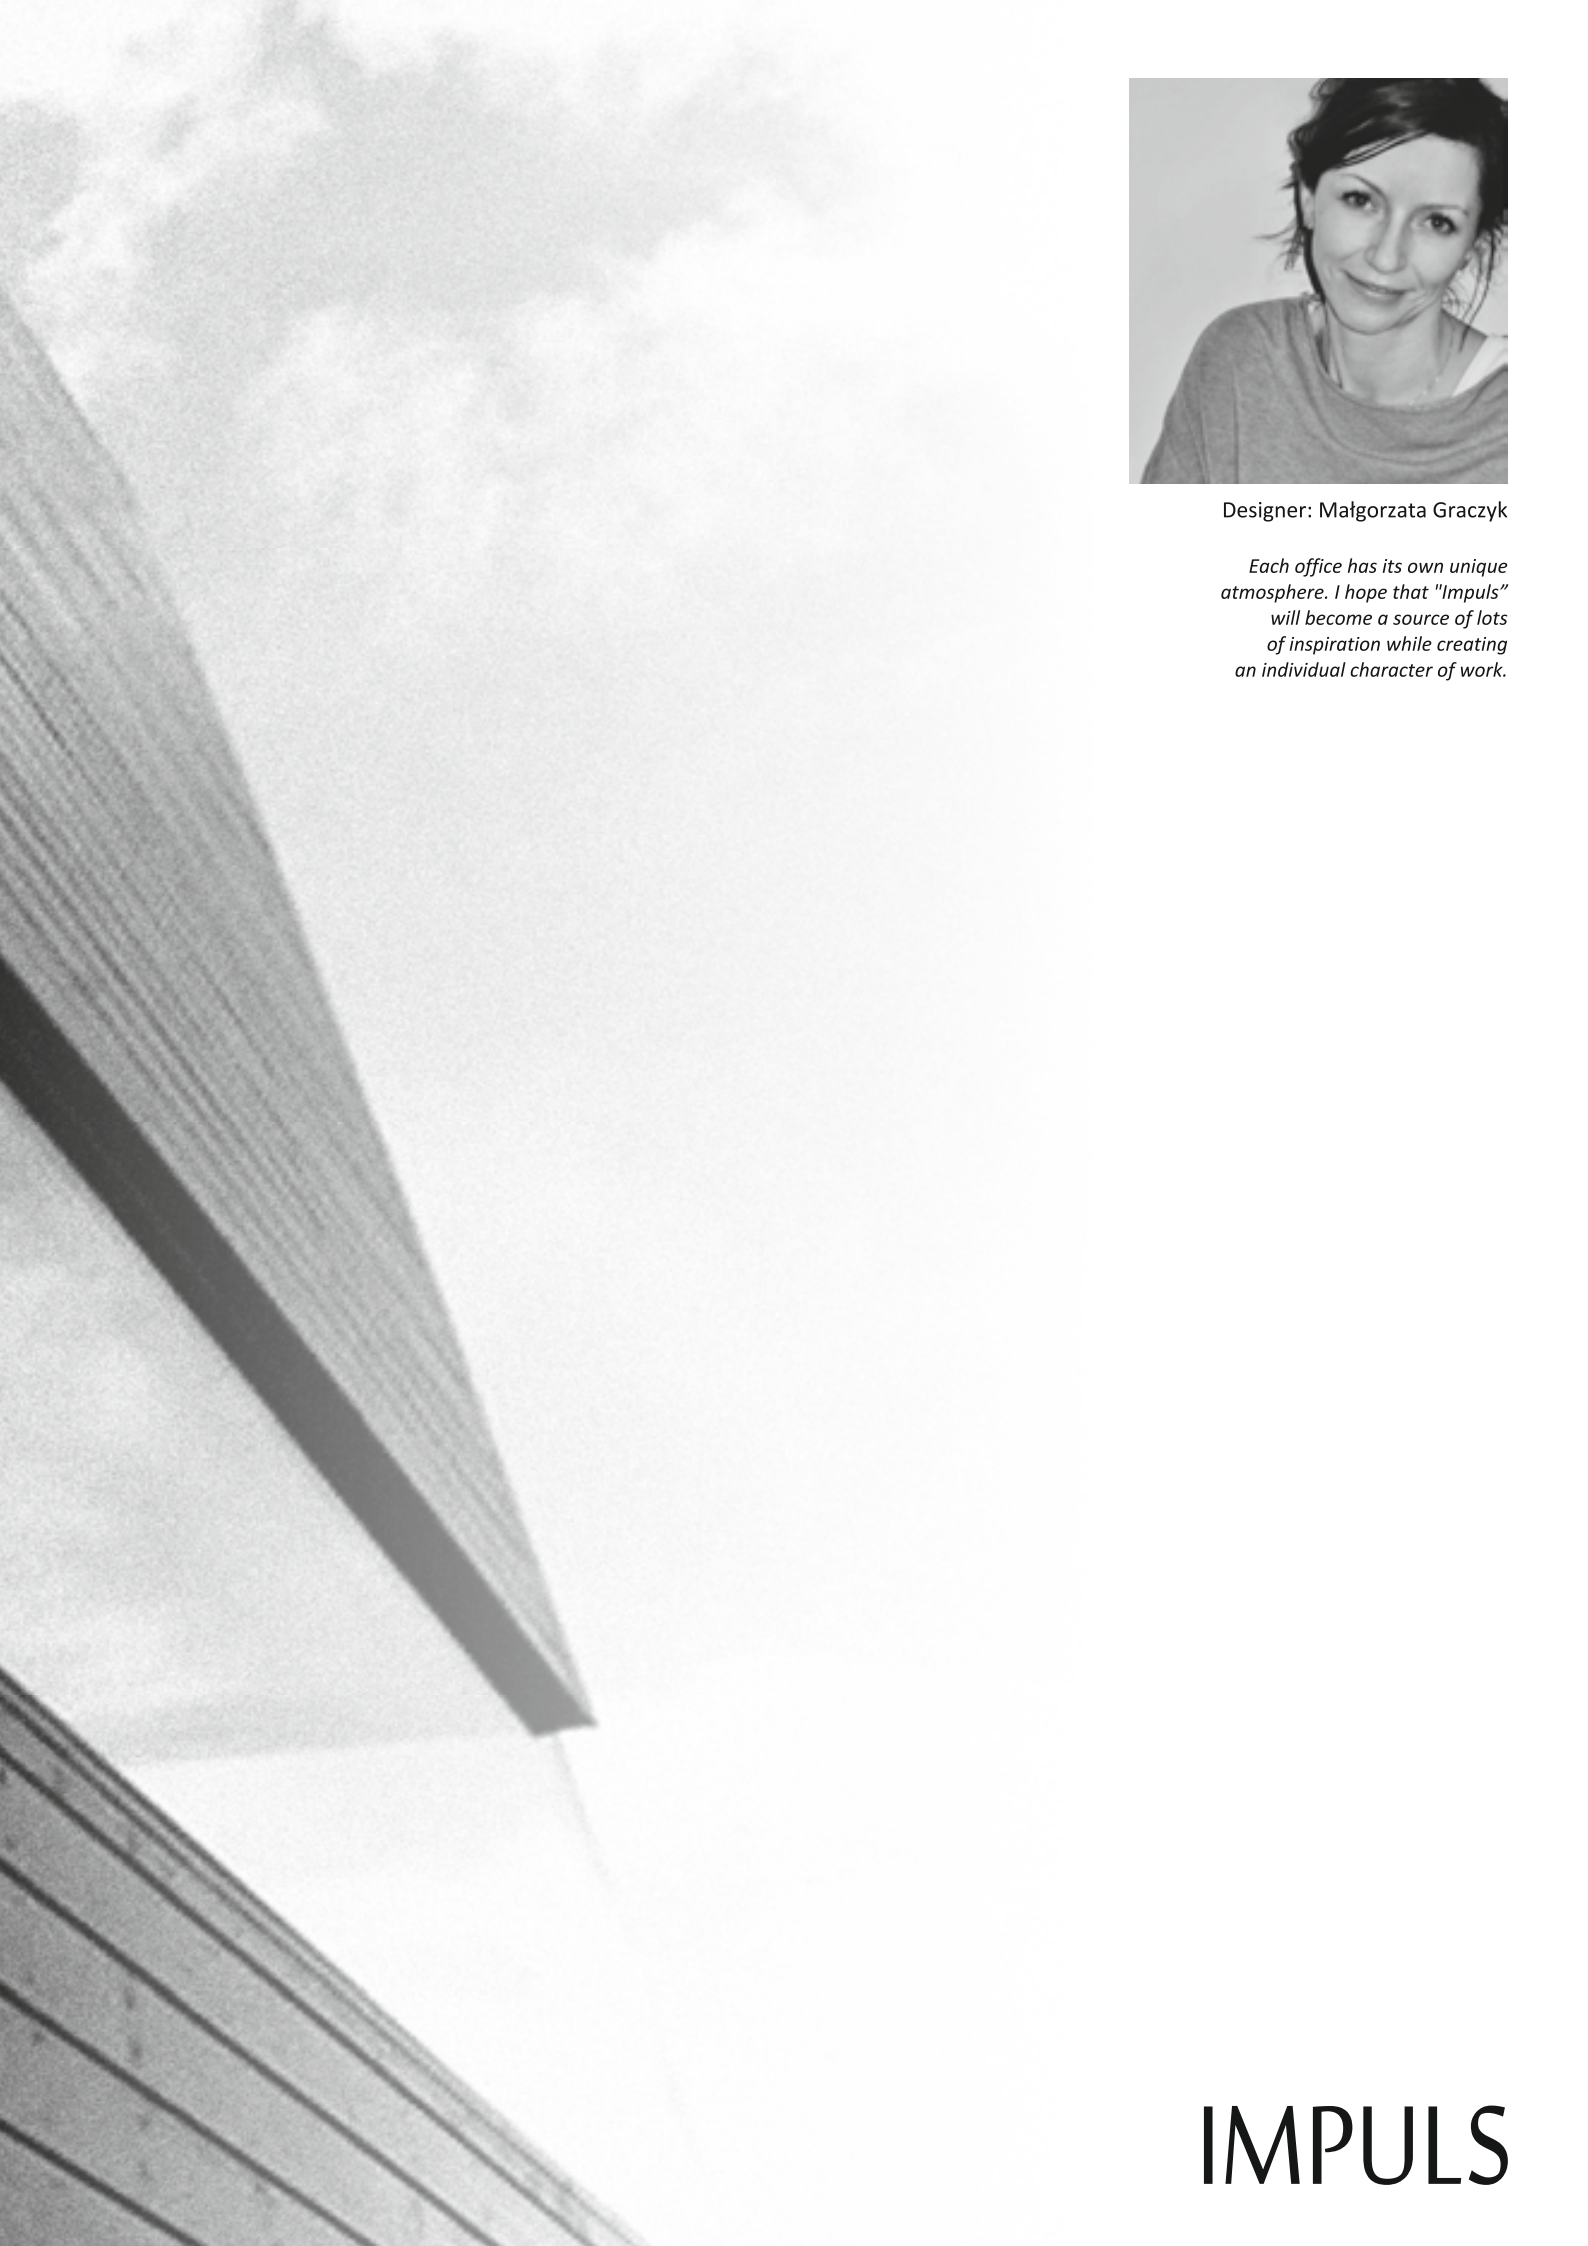 Designer: Małgorzata Graczyk
Each office has its own unique
atmosphere. I hope that "Impuls”
will become a source of lots
of inspiration while creating
an individual character of work.
IMPULS